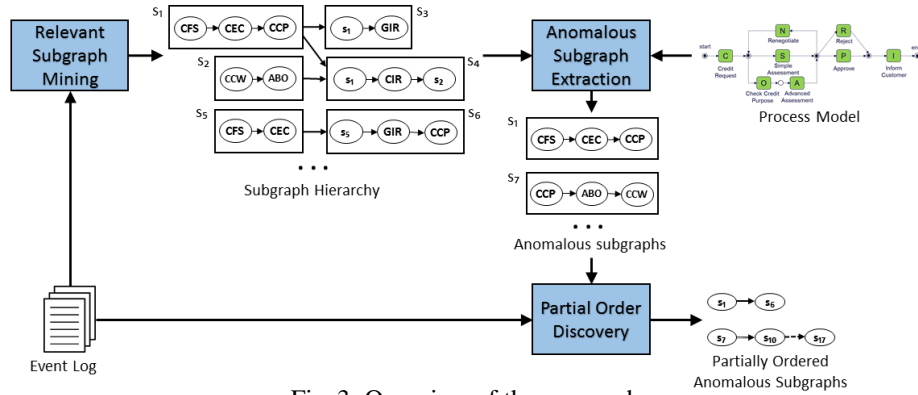 Relevant
Subgraph
Mining
S1
CFS
CEC
CCP
S3
s1
GIR
S2
CCW
ABO
S4
s1
CIR
s2
S5
CFS
CEC
S6
s5
GIR
CCP
• • •
Subgraph Hierarchy
Anomalous
Subgraph
Extraction
start
C
Credit
Request
N
Renegotiate
S
Simple
Assessment
O
Check Credit
Purpose
A
Advanced
Assessment
R
Reject
P
Approve
I
Inform
Customer
Process Model
S1
CFS
CEC
CCP
S7
CCP
ABO
CCW
• • •
Anomalous subgraphs
Event Log
Partial Order
Discovery
s1
s6
s7
s10
s17
Partially Ordered
Anomalous Subgraphs